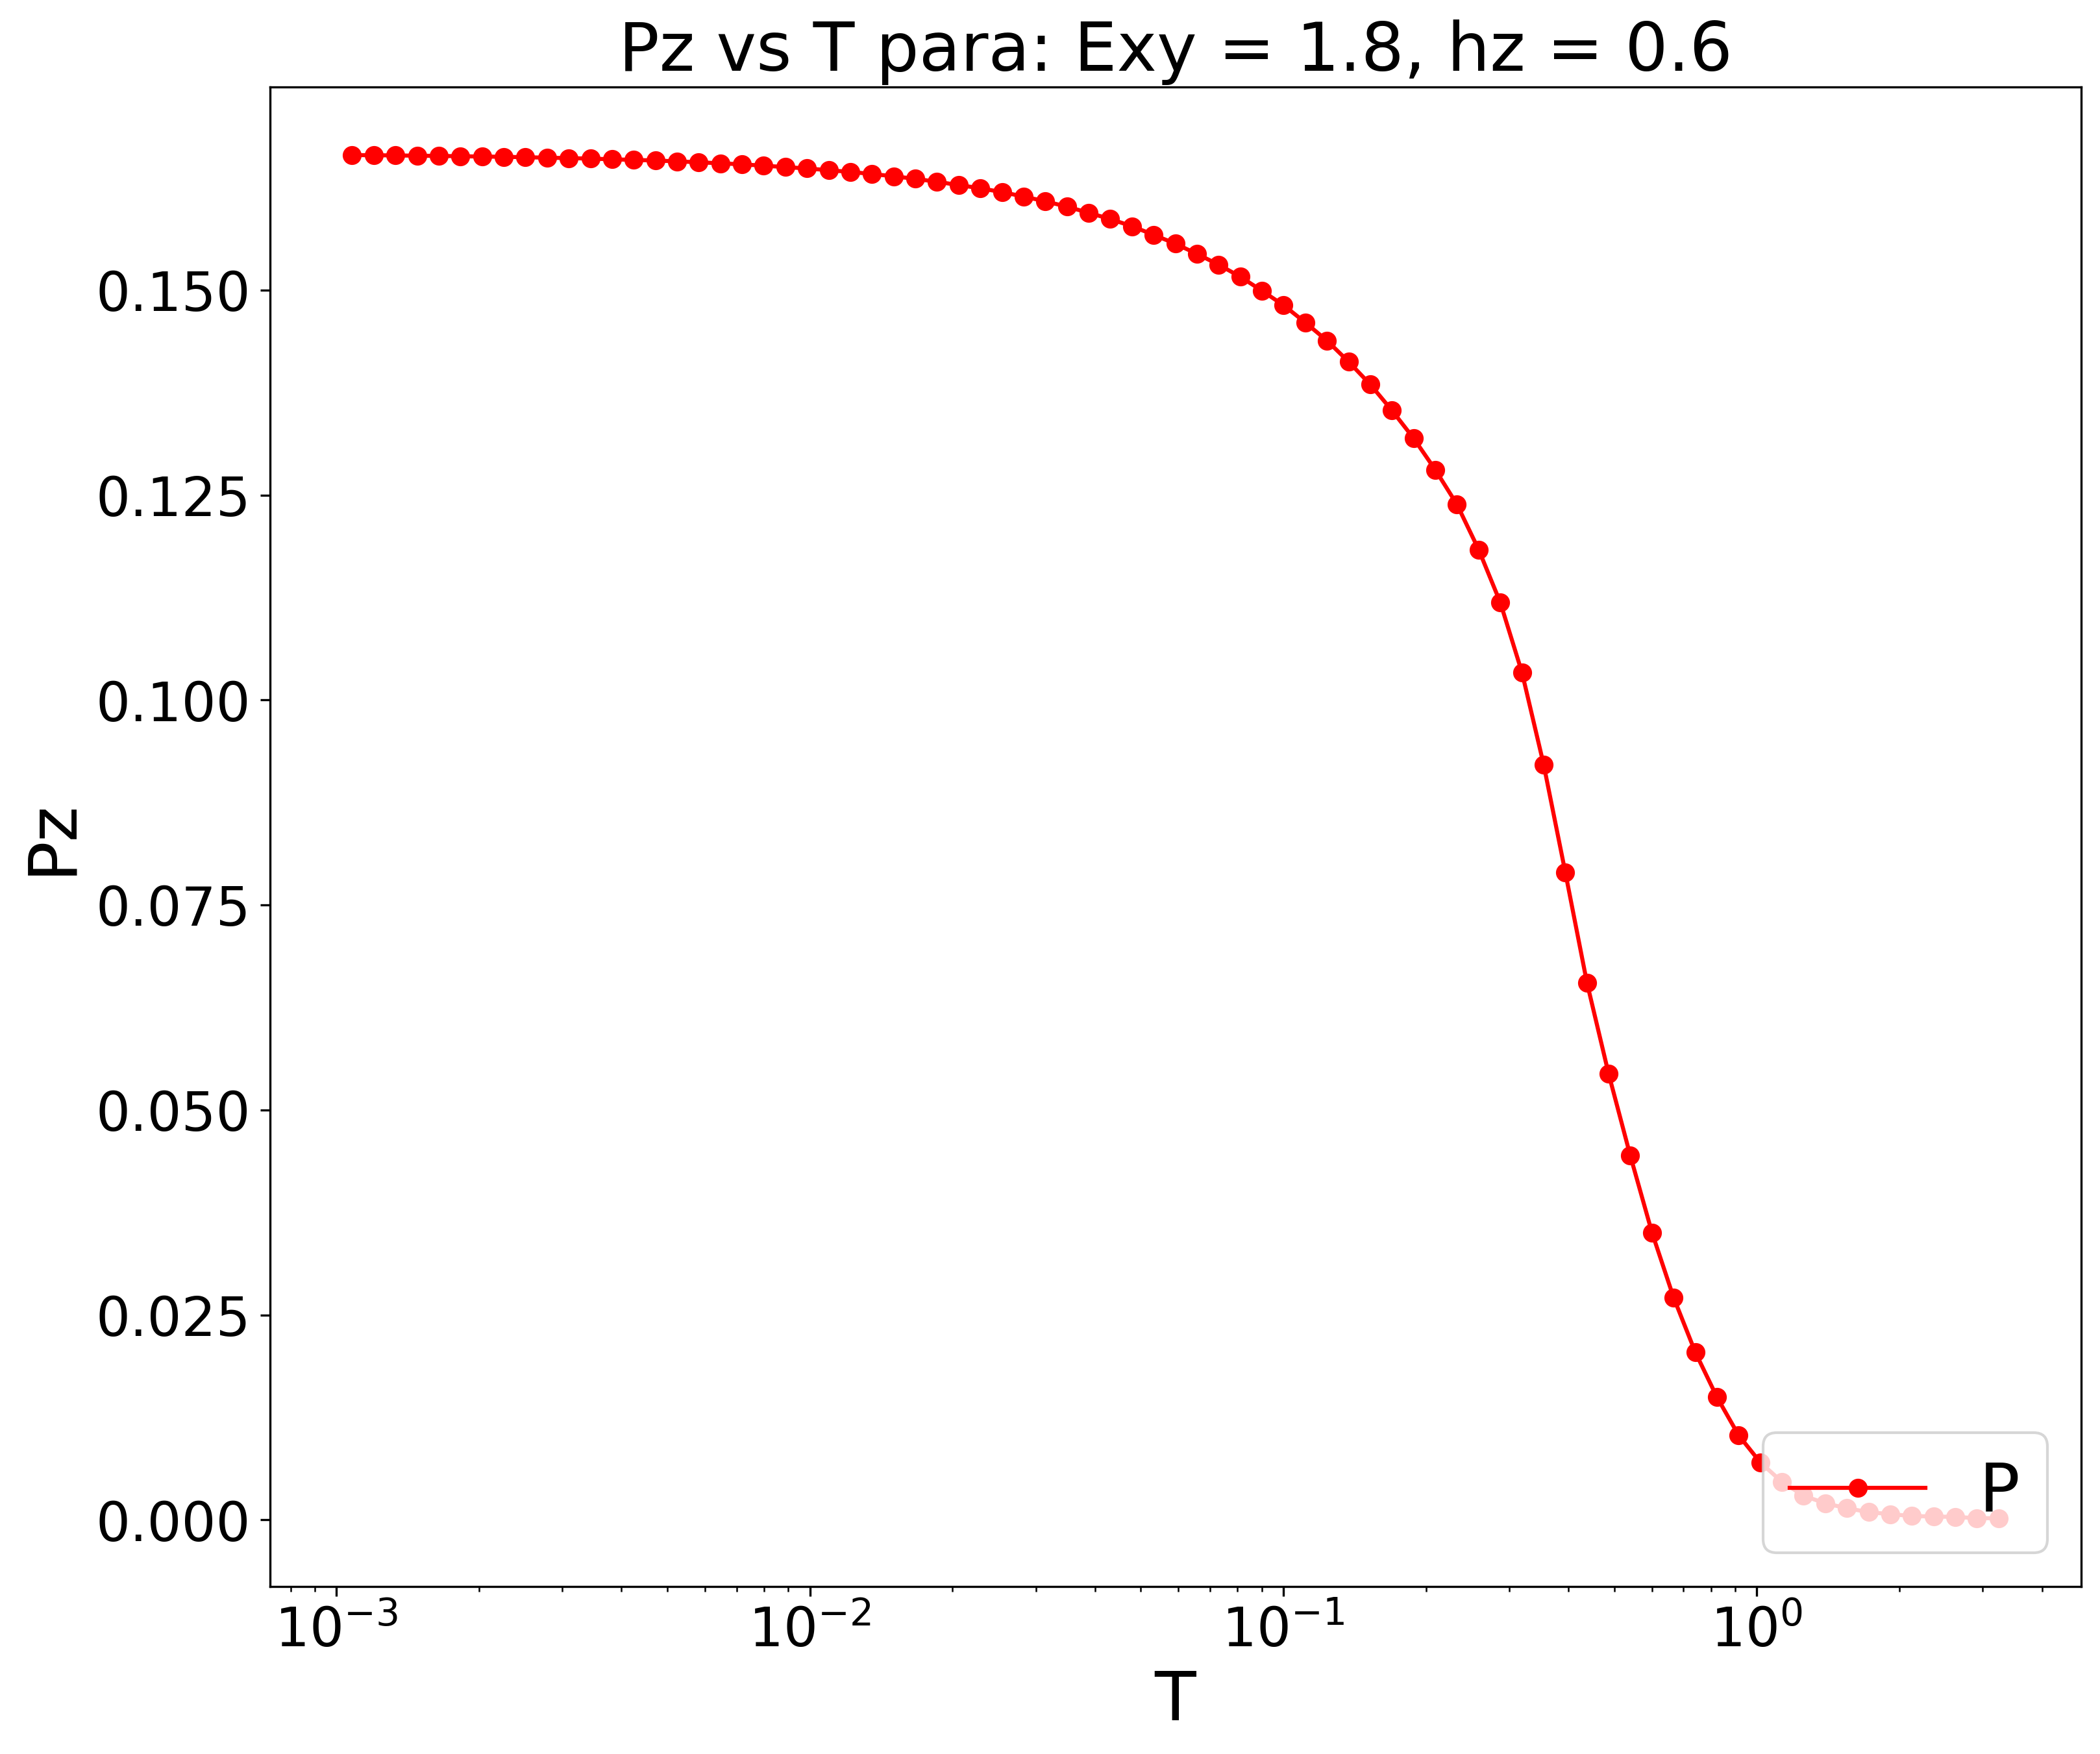 Pz vs T para: Exy = 1.8, hz = 0.6
Pz
0.150
0.125
0.100
0.075
0.050
0.025
0.000
P
10⁻³ 10⁻² 10⁻¹ 10⁰
T